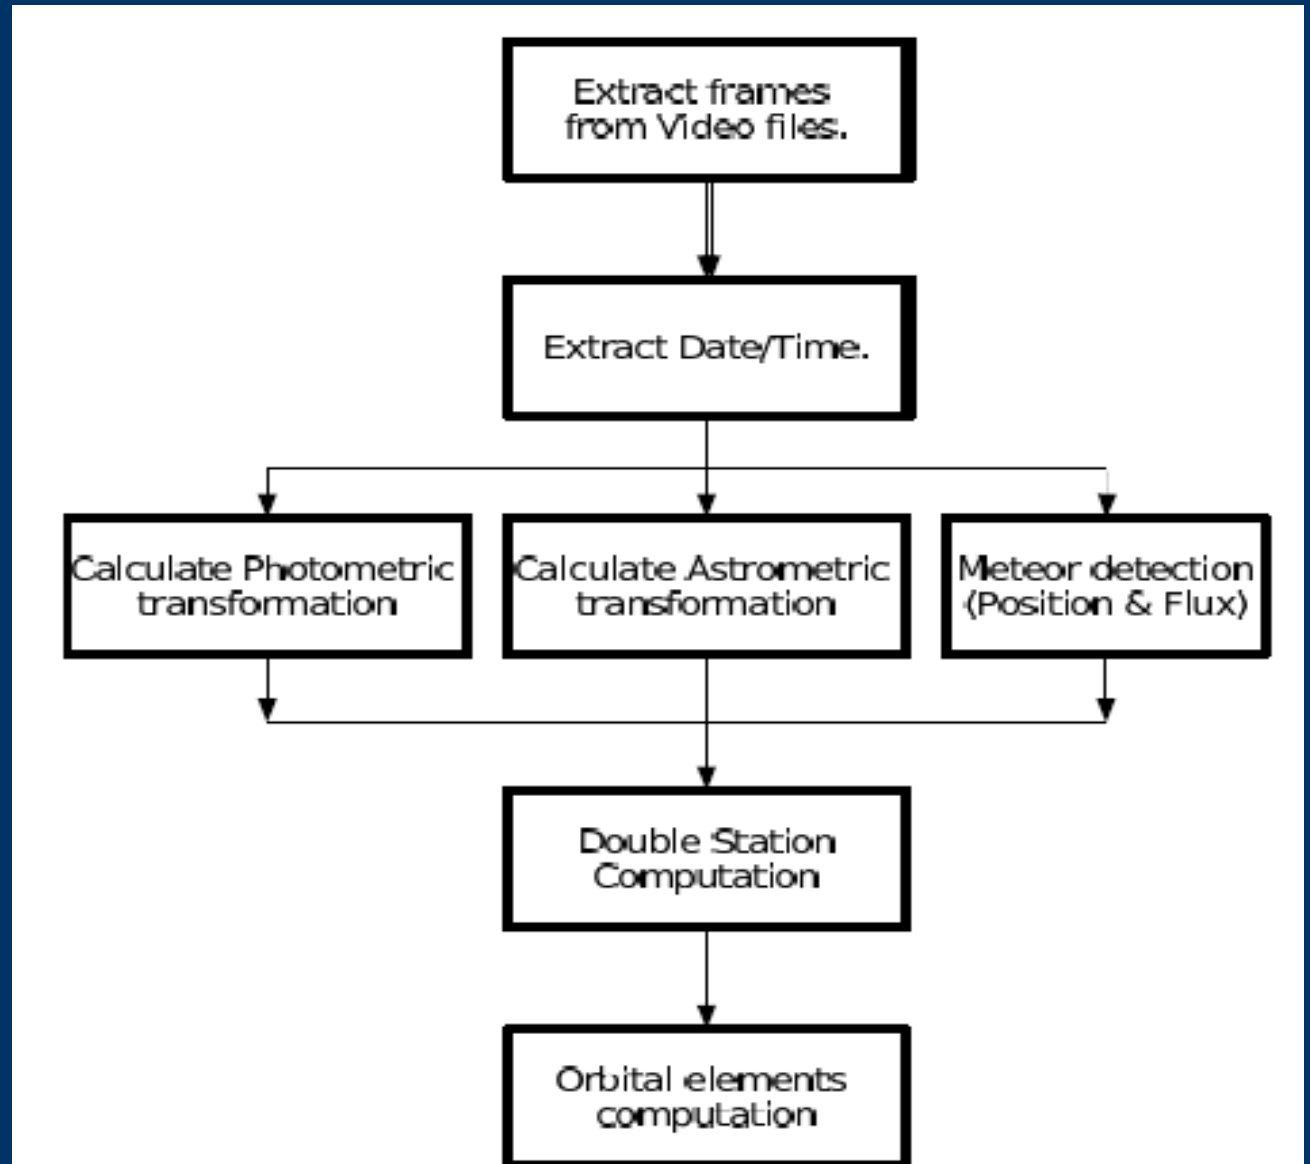 Extract frames
from Video files.
Extract Date/Time.
Calculate Photometric
transformation
Calculate Astrometric
transformation
Meteor detection
(Position & Flux)
Double Station
Computation
Orbital elements
computation